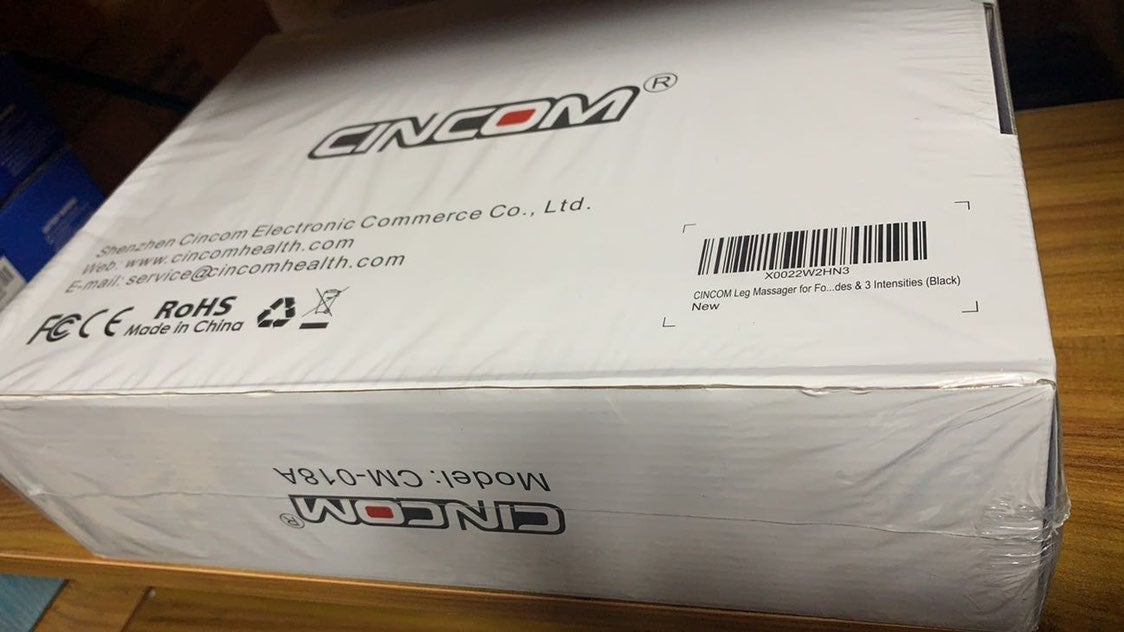 CINCOM®
Shenzhen Cincom Electronic Commerce Co., Ltd.
Web: www.cincomhealth.com
E-mail: service@cincomhealth.com
FC CE RoHS
Made in China
X0022W2HN3
CINCOM Leg Massager for Fo...des & 3 Intensities (Black)
New
Model: CM-018A
CINCOM®